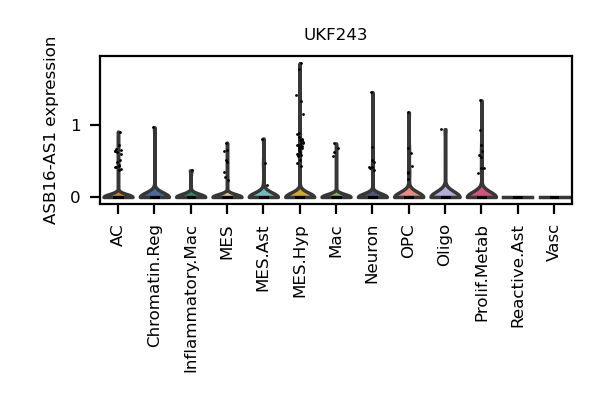 UKF243
ASB16-AS1 expression
1
0
AC
Chromatin.Reg
Inflammatory.Mac
MES
MES.Ast
MES.Hyp
Mac
Neuron
OPC
Oligo
Prolif.Metab
Reactive.Ast
Vasc